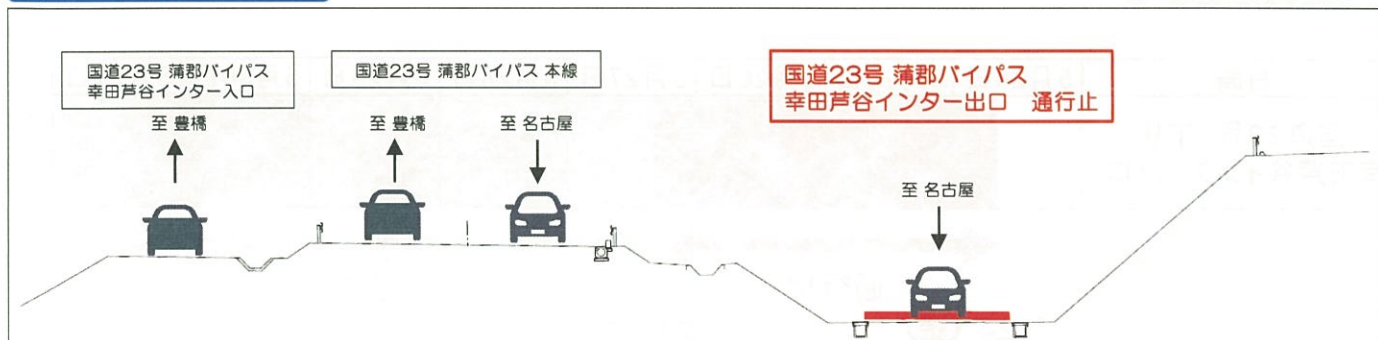 国道23号 蒲郡バイパス
幸田芦谷インター入口
至 豊橋
国道23号 蒲郡バイパス 本線
至 豊橋
至 名古屋
国道23号 蒲郡バイパス
幸田芦谷インター出口　通行止
至 名古屋